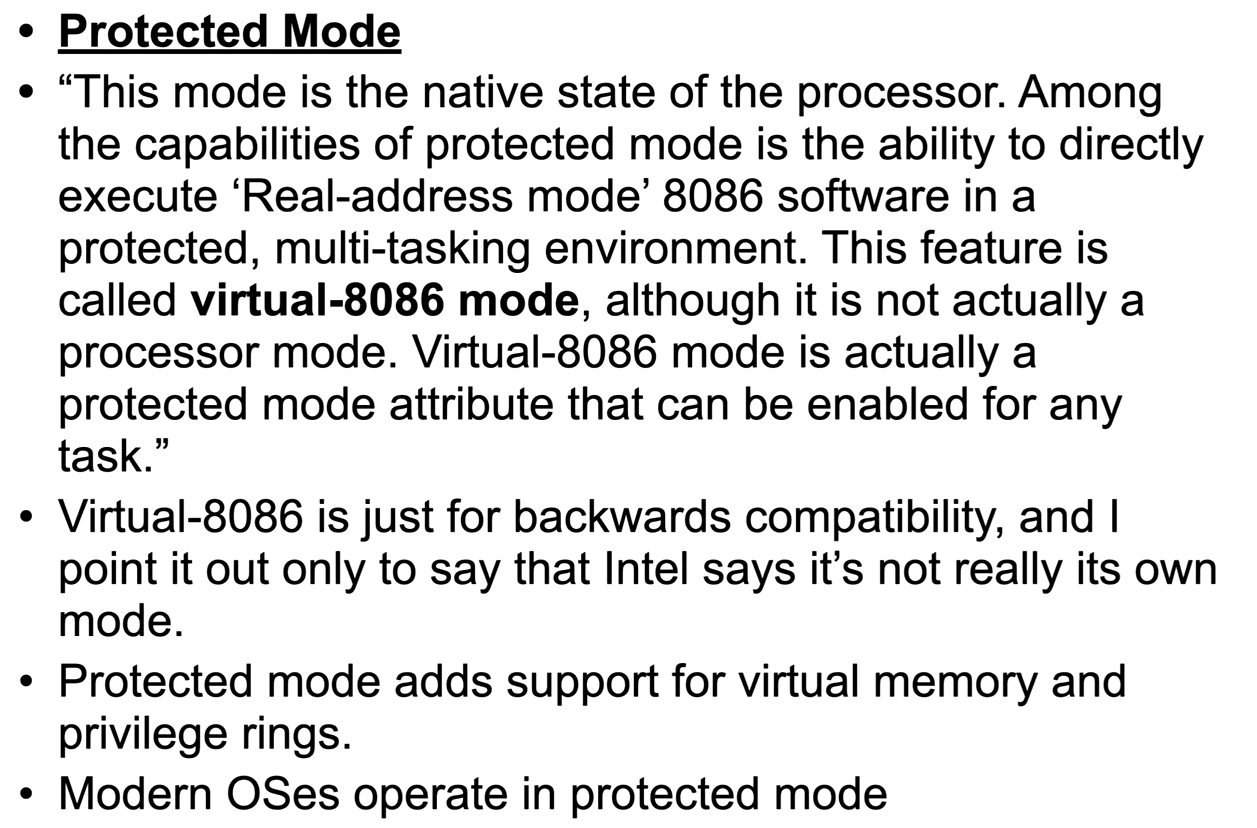 • Protected Mode
• “This mode is the native state of the processor. Among
the capabilities of protected mode is the ability to directly
execute ‘Real-address mode’ 8086 software in a
protected, multi-tasking environment. This feature is
called virtual-8086 mode, although it is not actually a
processor mode. Virtual-8086 mode is actually a
protected mode attribute that can be enabled for any
task.”
• Virtual-8086 is just for backwards compatibility, and I
point it out only to say that Intel says it’s not really its own
mode.
• Protected mode adds support for virtual memory and
privilege rings.
• Modern OSes operate in protected mode